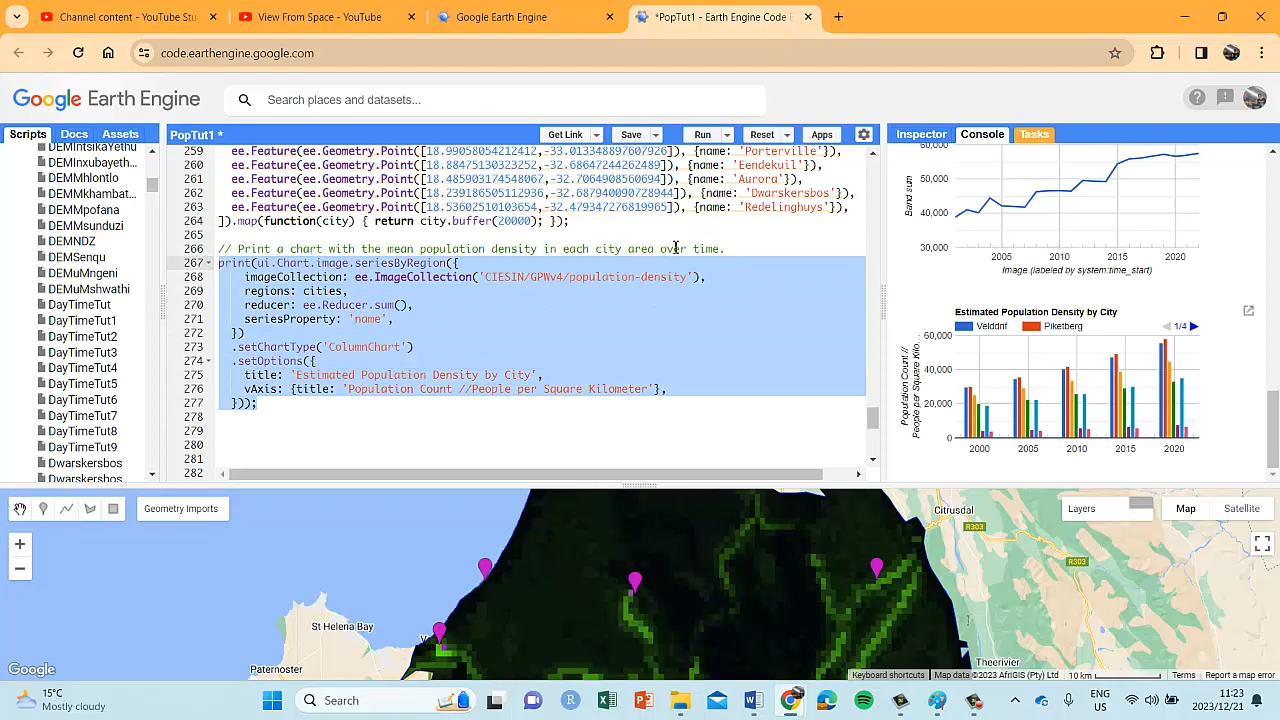 Channel content - YouTube Stu
View From Space - YouTube
Google Earth Engine
*PopTut1 - Earth Engine Code E
code.earthengine.google.com
Google Earth Engine
Search places and datasets...
Scripts
Docs
Assets
PopTut1 *
Get Link
Save
Run
Reset
Apps
Inspector
Console
Tasks
DEMIntsikaYethu
DEMInxubayeth...
DEMMhlontlo
DEMMkhambat...
DEMMpofana
DEMMsunduzi
DEMNDZ
DEMSenqu
DEMuMngeni
DEMuMshwathi
DayTimeTut
DayTimeTut1
DayTimeTut2
DayTimeTut3
DayTimeTut4
DayTimeTut5
DayTimeTut6
DayTimeTut7
DayTimeTut8
DayTimeTut9
Dwarskersbos
Dwarskersbos
259 ee.Feature(ee.Geometry.Point([18.99058054212412,-33.013348897607926]), {name: 'Porterville'}),
260 ee.Feature(ee.Geometry.Point([18.88475130323252,-32.68647244262489]), {name: 'Eendekuil'}),
261 ee.Feature(ee.Geometry.Point([18.485903174548067,-32.7064908560694]), {name: 'Aurora'}),
262 ee.Feature(ee.Geometry.Point([18.239186505112936,-32.687940090728944]), {name: 'Dwarskersbos'}),
263 ee.Feature(ee.Geometry.Point([18.53602510103654,-32.479347276819965]), {name: 'Redelinghuys'}),
264 ]).map(function(city) { return city.buffer(20000); });
265
266 // Print a chart with the mean population density in each city area over time.
267 print(ui.Chart.image.seriesByRegion({
268 imageCollection: ee.ImageCollection('CIESIN/GPWv4/population-density'),
269 regions: cities,
270 reducer: ee.Reducer.sum(),
271 seriesProperty: 'name',
272 })
273 .setChartType('ColumnChart')
274 .setOptions({
275 title: 'Estimated Population Density by City',
276 vAxis: {title: 'Population Count //People per Square Kilometer'},
277 }));
278
279
280
281
282
60,000
50,000
40,000
30,000
Band sum
2005
2010
2015
2020
Image (labeled by system:time_start)
Estimated Population Density by City
Velddrif
Piketberg
1/4
60,000
40,000
20,000
0
Population Count //
People per Square Kilo...
2000
2005
2010
2015
2020
Geometry Imports
Layers
Map
Satellite
Citrusdal
R303
R303
St Helena Bay
Paternoster
Theerivier
Google
Keyboard shortcuts
Map data ©2023 AfriGIS (Pty) Ltd
10 km
Terms
Report a map error
15°C
Mostly cloudy
Search
ENG
US
11:23
2023/12/21